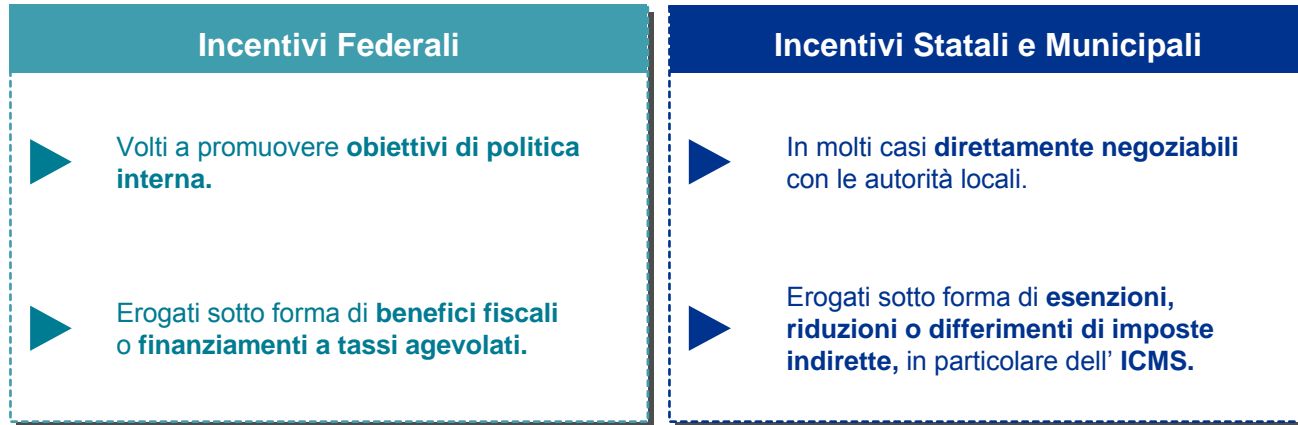 Incentivi Federali
Volti a promuovere obiettivi di politica
interna.
Erogati sotto forma di benefici fiscali
o finanziamenti a tassi agevolati.
Incentivi Statali e Municipali
In molti casi direttamente negoziabili
con le autorità locali.
Erogati sotto forma di esenzioni,
riduzioni o differimenti di imposte
indirette, in particolare dell’ ICMS.